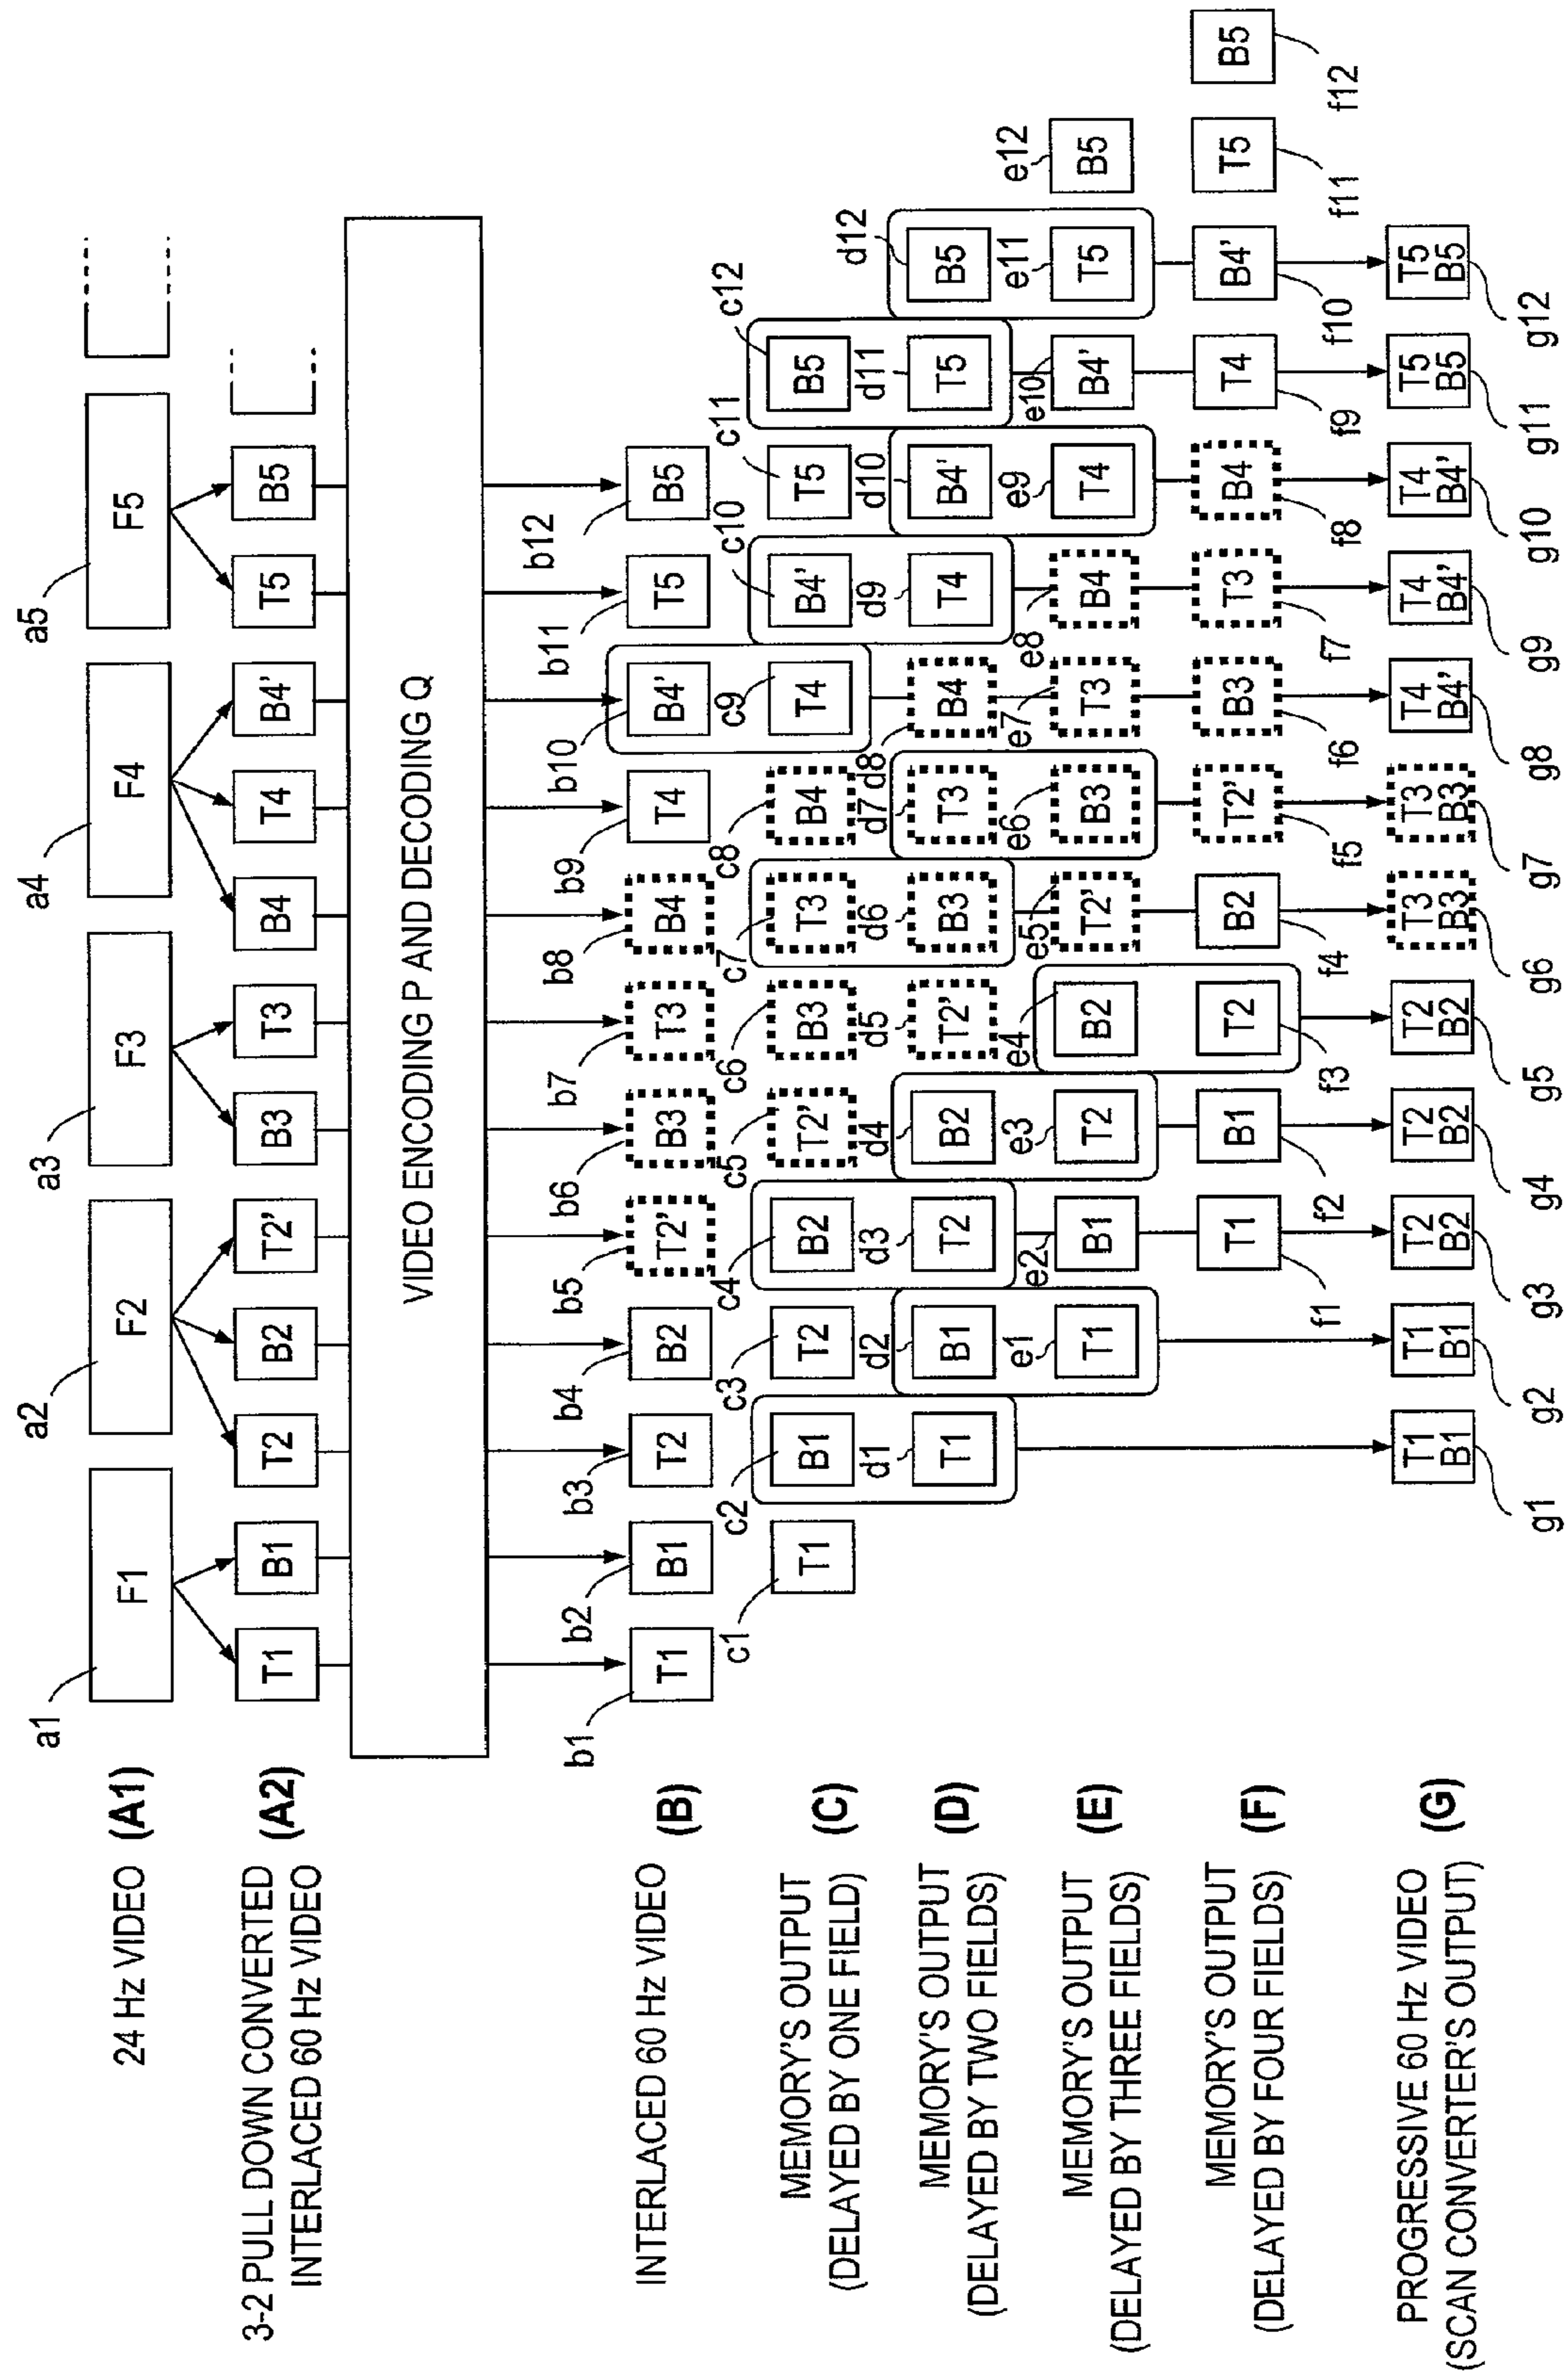 a1 a2 a3 a4 a5
24 Hz VIDEO (A1) F1 F2 F3 F4 F5
3-2 PULL DOWN CONVERTED
INTERLACED 60 Hz VIDEO (A2) T1 B1 T2 B2 T2' B3 T3 B4 T4 B4' T5 B5
VIDEO ENCODING P AND DECODING Q
b1 b2 b3 b4 b5 b6 b7 b8 b9 b10 b11 b12
INTERLACED 60 Hz VIDEO (B) T1 B1 T2 B2 T2' B3 T3 B4 T4 B4' T5 B5
c1 c2 c3 c4 c5 c6 c7 c8 c9 c10 c11 c12
MEMORY'S OUTPUT
(DELAYED BY ONE FIELD) (C) T1 B1 T2 B2 T2' B3 T3 B4 T4 B4' T5 B5
d1 d2 d3 d4 d5 d6 d7 d8 d9 d10 d11 d12
MEMORY'S OUTPUT
(DELAYED BY TWO FIELDS) (D) T1 B1 T2 B2 T2' B3 T3 B4 T4 B4' T5 B5
e1 e2 e3 e4 e5 e6 e7 e8 e9 e10 e11 e12
MEMORY'S OUTPUT
(DELAYED BY THREE FIELDS) (E) T1 B1 T2 B2 T2' B3 T3 B4 T4 B4' T5 B5
MEMORY'S OUTPUT
(DELAYED BY FOUR FIELDS) (F) T1 B1 T2 B2 T2' B3 T3 B4 T4 B4' T5 B5
f1 f2 f3 f4 f5 f6 f7 f8 f9 f10 f11 f12
PROGRESSIVE 60 Hz VIDEO
(SCAN CONVERTER'S OUTPUT) (G)
T1 T1 T2 T2 T2 T3 T3 T4 T4 T4 T5 T5
B1 B1 B2 B2 B2 B3 B3 B4' B4' B4' B5 B5
g1 g2 g3 g4 g5 g6 g7 g8 g9 g10 g11 g12